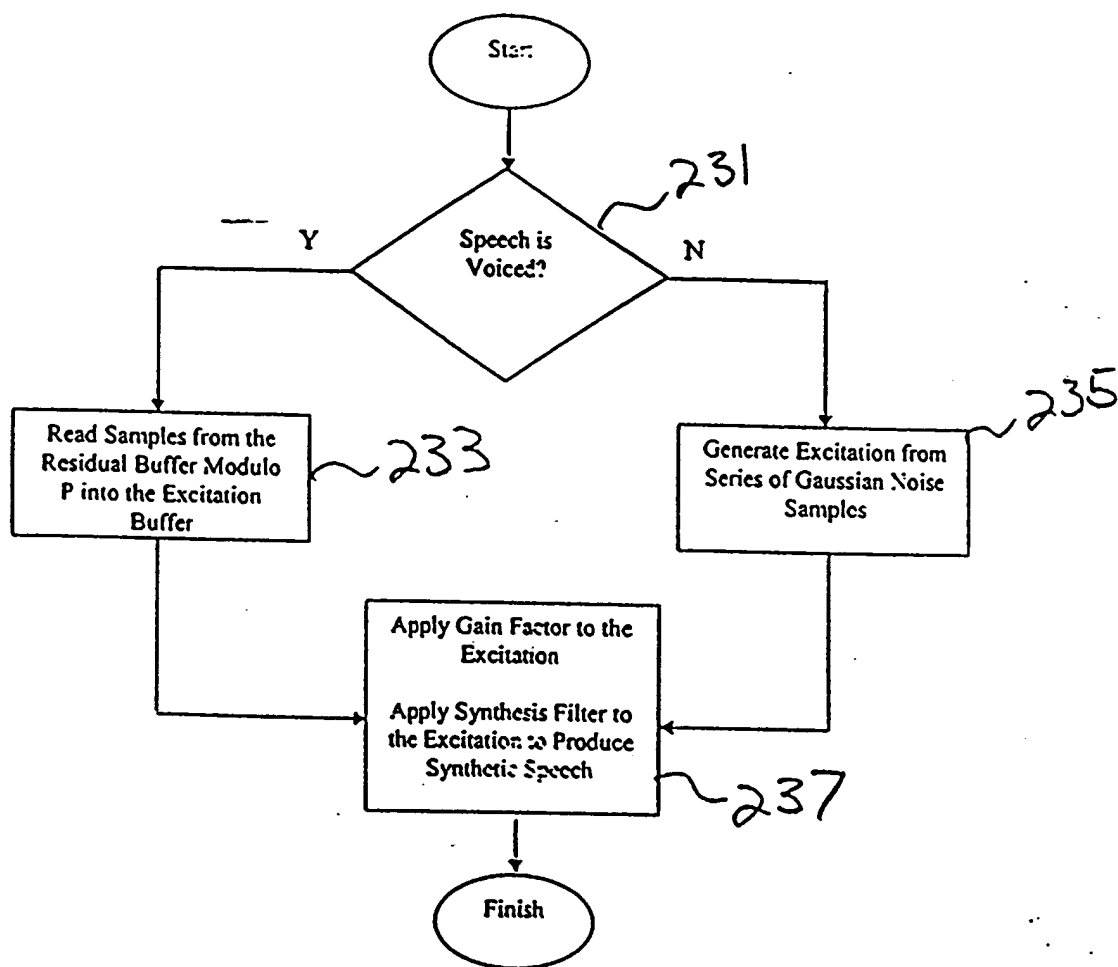 Start
231
Speech is
Voiced?
Y
N
Read Samples from the
Residual Buffer Modulo
P into the Excitation
Buffer
233
235
Generate Excitation from
Series of Gaussian Noise
Samples
Apply Gain Factor to the
Excitation
Apply Synthesis Filter to
the Excitation to Produce
Synthetic Speech
237
Finish